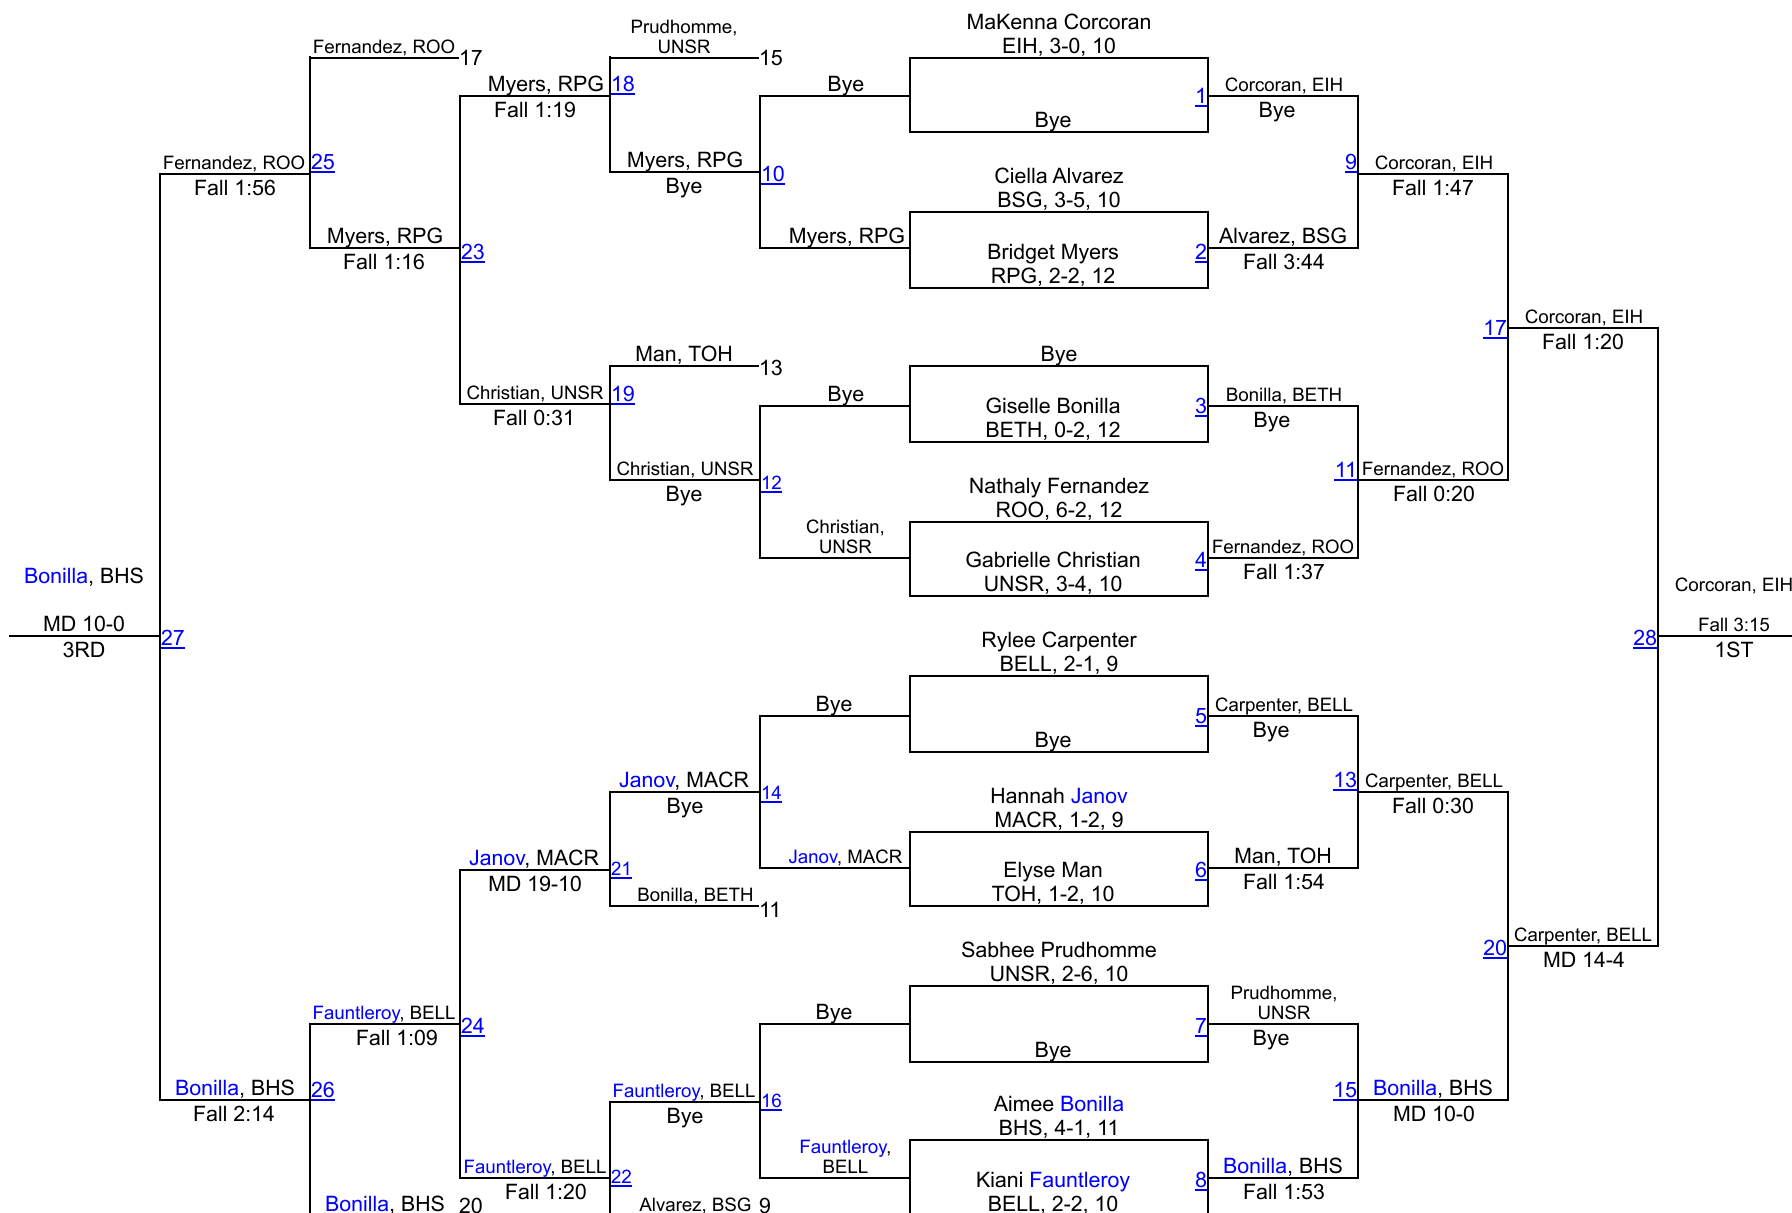 MaKenna Corcoran
EIH, 3-0, 10
Prudhomme,
UNSR
15
Fernandez, ROO
17
Myers, RPG
18
Fall 1:19
Bye
1
Corcoran, EIH
Bye
Bye
Myers, RPG
Bye
10
9
Corcoran, EIH
Fall 1:47
Fernandez, ROO
25
Fall 1:56
Ciella Alvarez
BSG, 3-5, 10
Myers, RPG
Fall 1:16
23
Myers, RPG
Bridget Myers
RPG, 2-2, 12
2
Alvarez, BSG
Fall 3:44
17
Corcoran, EIH
Fall 1:20
Man, TOH
13
Bye
Christian, UNSR
19
Fall 0:31
Bye
Giselle Bonilla
BETH, 0-2, 12
3
Bonilla, BETH
Bye
Christian, UNSR
Bye
12
11
Fernandez, ROO
Fall 0:20
Nathaly Fernandez
ROO, 6-2, 12
Christian,
UNSR
Gabrielle Christian
UNSR, 3-4, 10
4
Fernandez, ROO
Fall 1:37
Bonilla, BHS
MD 10-0
3RD
27
Corcoran, EIH
28
Fall 3:15
1ST
Rylee Carpenter
BELL, 2-1, 9
Bye
5
Carpenter, BELL
Bye
Bye
Janov, MACR
Bye
14
13
Carpenter, BELL
Fall 0:30
Hannah Janov
MACR, 1-2, 9
Janov, MACR
MD 19-10
21
Janov, MACR
Elyse Man
TOH, 1-2, 10
6
Man, TOH
Fall 1:54
Bonilla, BETH
11
20
Carpenter, BELL
MD 14-4
Sabhee Prudhomme
UNSR, 2-6, 10
Fauntleroy, BELL
Fall 1:09
24
Bye
7
Prudhomme,
UNSR
Bye
Bye
Bonilla, BHS
26
Fall 2:14
Fauntleroy, BELL
Bye
16
15
Bonilla, BHS
MD 10-0
Aimee Bonilla
BHS, 4-1, 11
Fauntleroy, BELL
Fall 1:20
22
Fauntleroy,
BELL
Kiani Fauntleroy
BELL, 2-2, 10
8
Bonilla, BHS
Fall 1:53
Bonilla, BHS
20
Alvarez, BSG
9